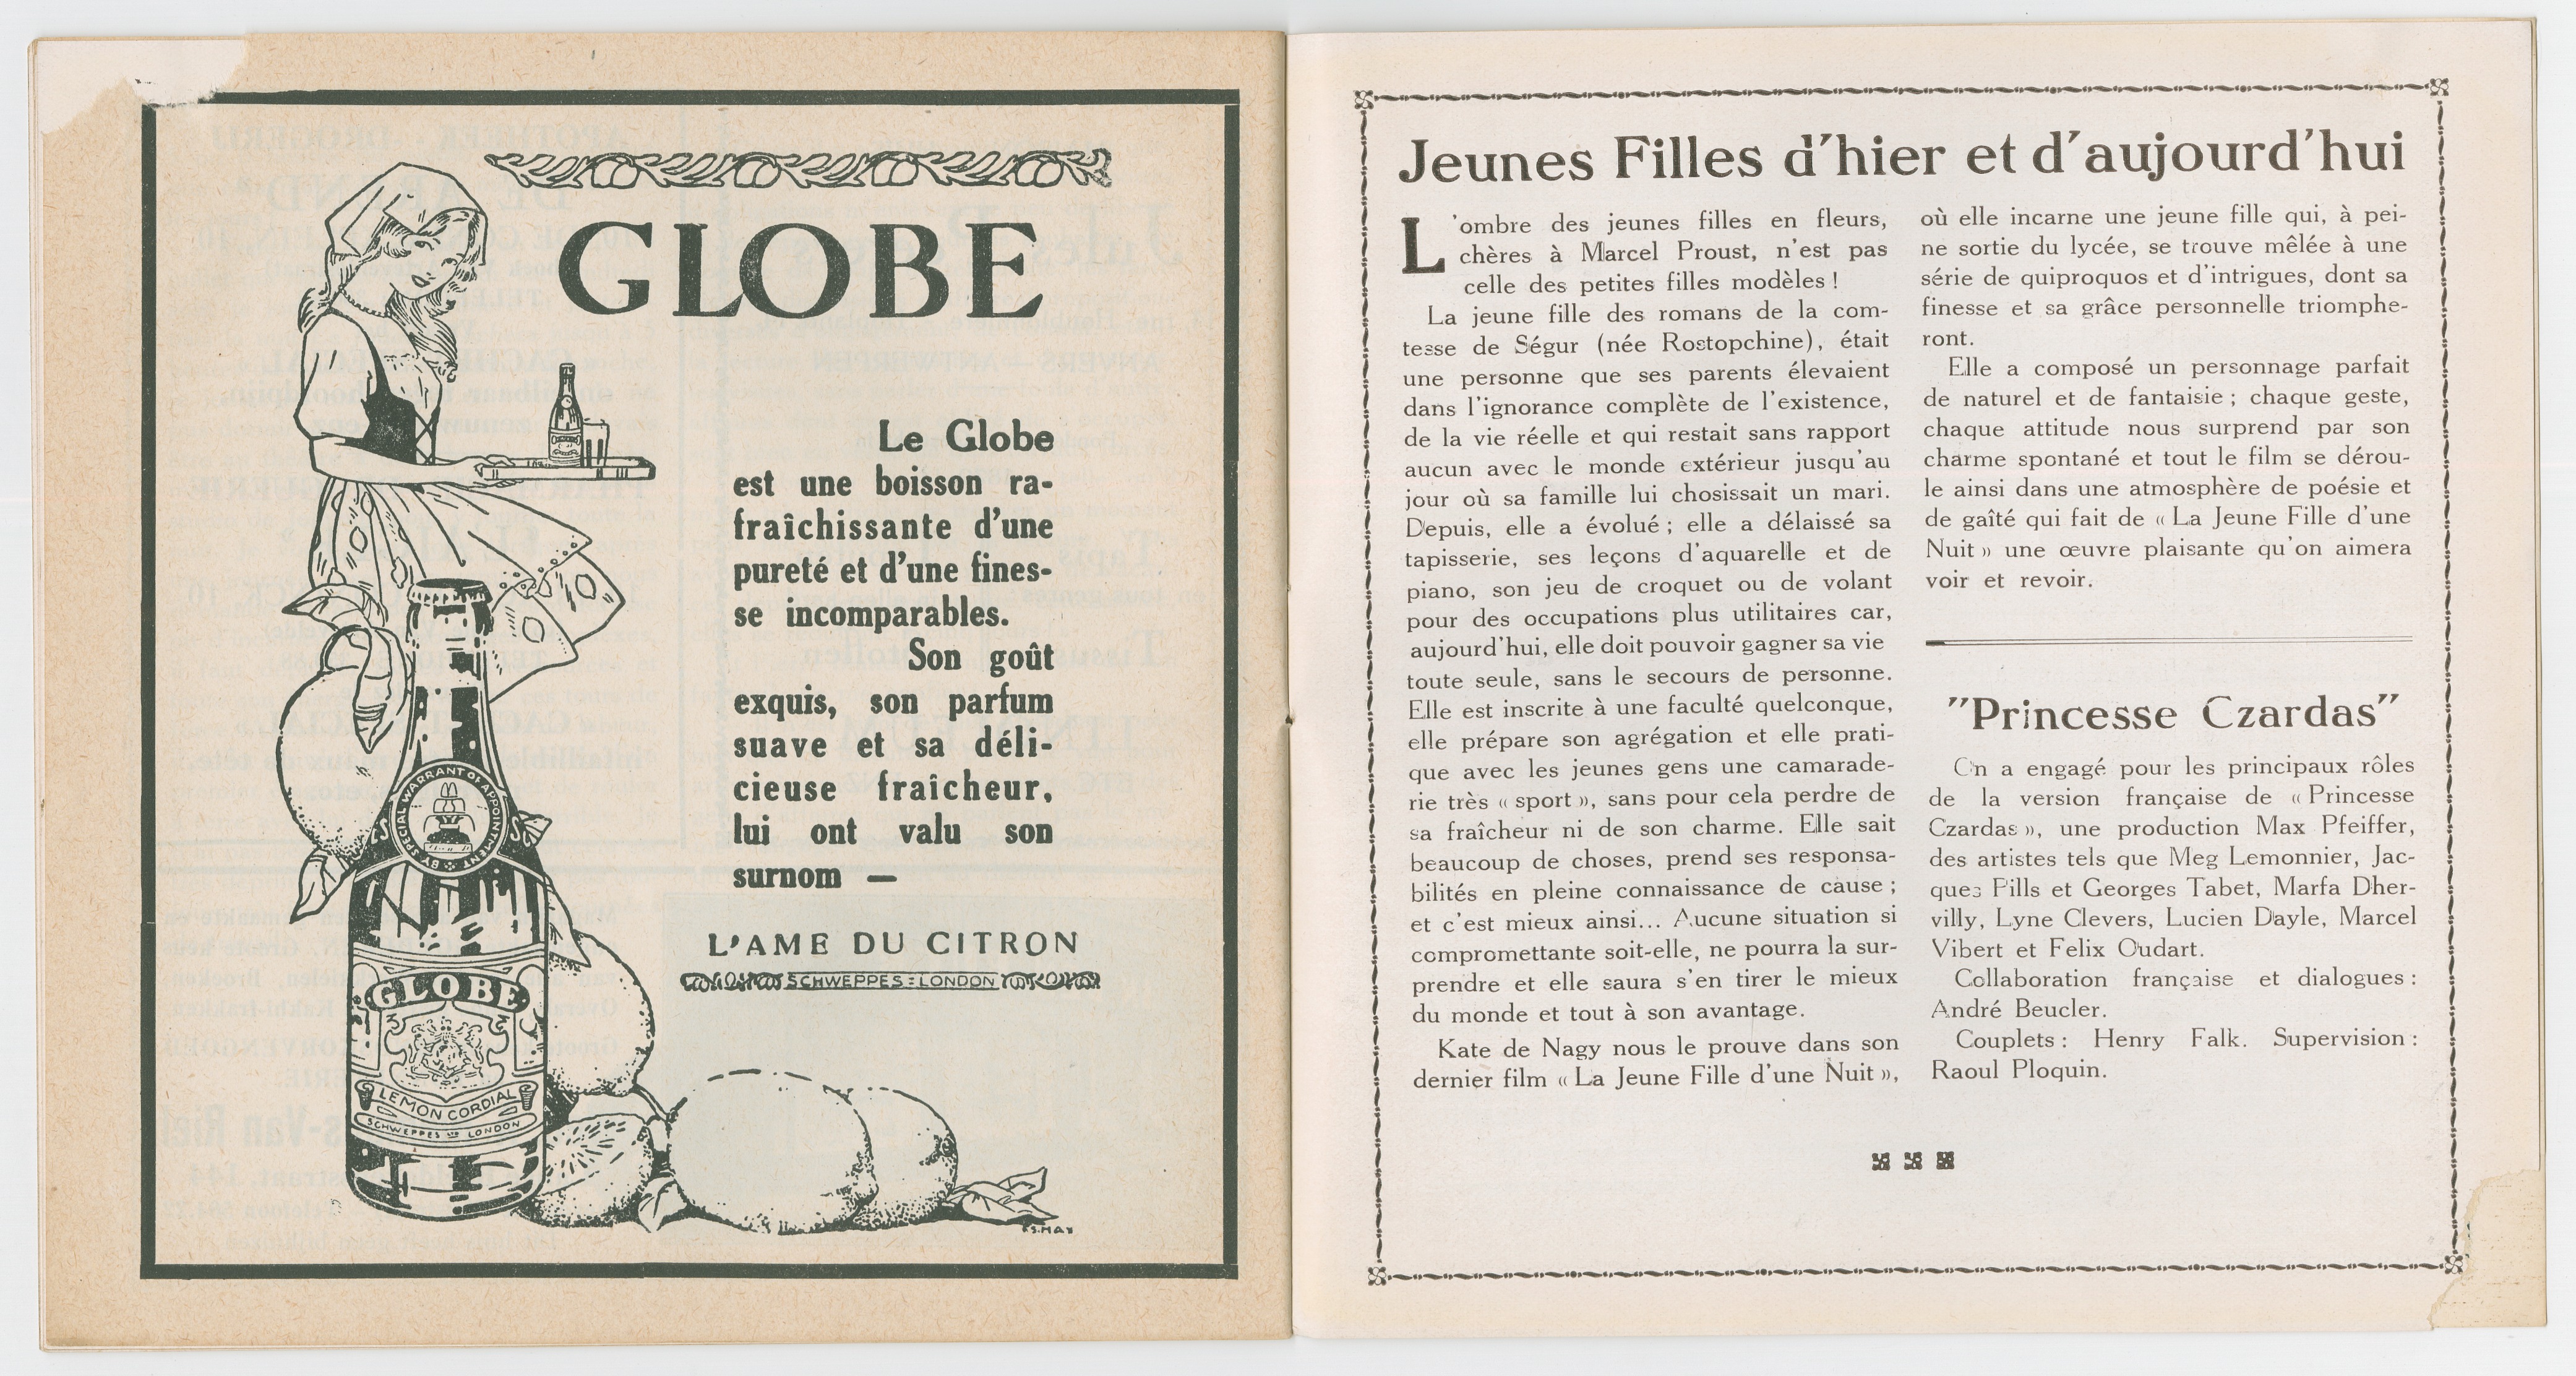 GLOBE
Le Globe
est une boisson ra-
fraîchissante d'une
pureté et d'une fines-
se incomparables.
Son goût
exquis, son parfum
suave et sa déli-
cieuse fraîcheur,
lui ont valu son
surnom —
L'AME DU CITRON
SCHWEPPES = LONDON
BY SPECIAL WARRANT OF APPOINTMENT
GLOBE
LEMON CORDIAL
SCHWEPPES LTD LONDON
Jeunes Filles d'hier et d'aujourd'hui
L'ombre des jeunes filles en fleurs,
chères à Marcel Proust, n'est pas
celle des petites filles modèles !
La jeune fille des romans de la com-
tesse de Ségur (née Rostopchine), était
une personne que ses parents élevaient
dans l'ignorance complète de l'existence,
de la vie réelle et qui restait sans rapport
aucun avec le monde extérieur jusqu'au
jour où sa famille lui chosissait un mari.
Depuis, elle a évolué ; elle a délaissé sa
tapisserie, ses leçons d'aquarelle et de
piano, son jeu de croquet ou de volant
pour des occupations plus utilitaires car,
aujourd'hui, elle doit pouvoir gagner sa vie
toute seule, sans le secours de personne.
Elle est inscrite à une faculté quelconque,
elle prépare son agrégation et elle prati-
que avec les jeunes gens une camarade-
rie très « sport », sans pour cela perdre de
sa fraîcheur ni de son charme. Elle sait
beaucoup de choses, prend ses responsa-
bilités en pleine connaissance de cause ;
et c'est mieux ainsi... Aucune situation si
compromettante soit-elle, ne pourra la sur-
prendre et elle saura s'en tirer le mieux
du monde et tout à son avantage.
Kate de Nagy nous le prouve dans son
dernier film « La Jeune Fille d'une Nuit »,
où elle incarne une jeune fille qui, à pei-
ne sortie du lycée, se trouve mêlée à une
série de quiproquos et d'intrigues, dont sa
finesse et sa grâce personnelle triomphe-
ront.
Elle a composé un personnage parfait
de naturel et de fantaisie ; chaque geste,
chaque attitude nous surprend par son
charme spontané et tout le film se dérou-
le ainsi dans une atmosphère de poésie et
de gaîté qui fait de « La Jeune Fille d'une
Nuit » une œuvre plaisante qu'on aimera
voir et revoir.
"Princesse Czardas"
On a engagé pour les principaux rôles
de la version française de « Princesse
Czardas », une production Max Pfeiffer,
des artistes tels que Meg Lemonnier, Jac-
ques Pills et Georges Tabet, Marfa Dher-
villy, Lyne Clevers, Lucien Dayle, Marcel
Vibert et Felix Oudart.
Collaboration française et dialogues :
André Beucler.
Couplets : Henry Falk. Supervision :
Raoul Ploquin.